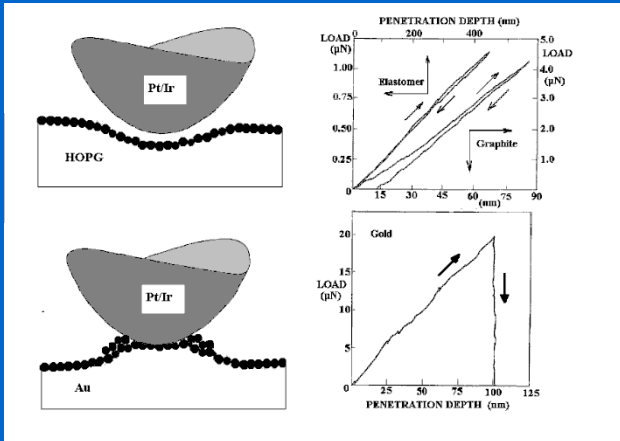 Pt/Ir
HOPG
PENETRATION DEPTH (nm)
0 200 400
LOAD
(µN)
5.0
LOAD
(µN)
1.00
4.0
Elastomer
0.75
3.0
0.50
2.0
Graphite
0.25
1.0
0
15 30 45 60 75 90
(nm)
Pt/Ir
Au
Gold
20
15
LOAD
(µN)
10
5
0
25 50 75 100 125
PENETRATION DEPTH (nm)